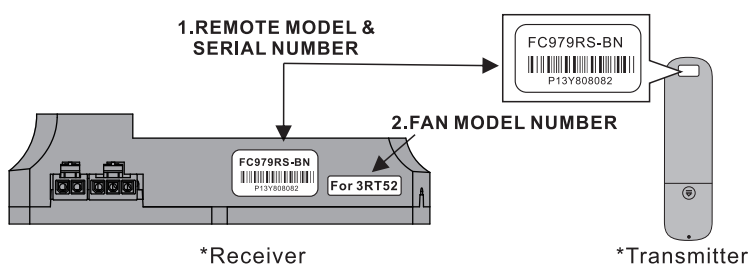 1.REMOTE MODEL &
SERIAL NUMBER
FC979RS-BN
P13Y808082
2.FAN MODEL NUMBER
FC979RS-BN
P13Y808082
For 3RT52
*Receiver
*Transmitter